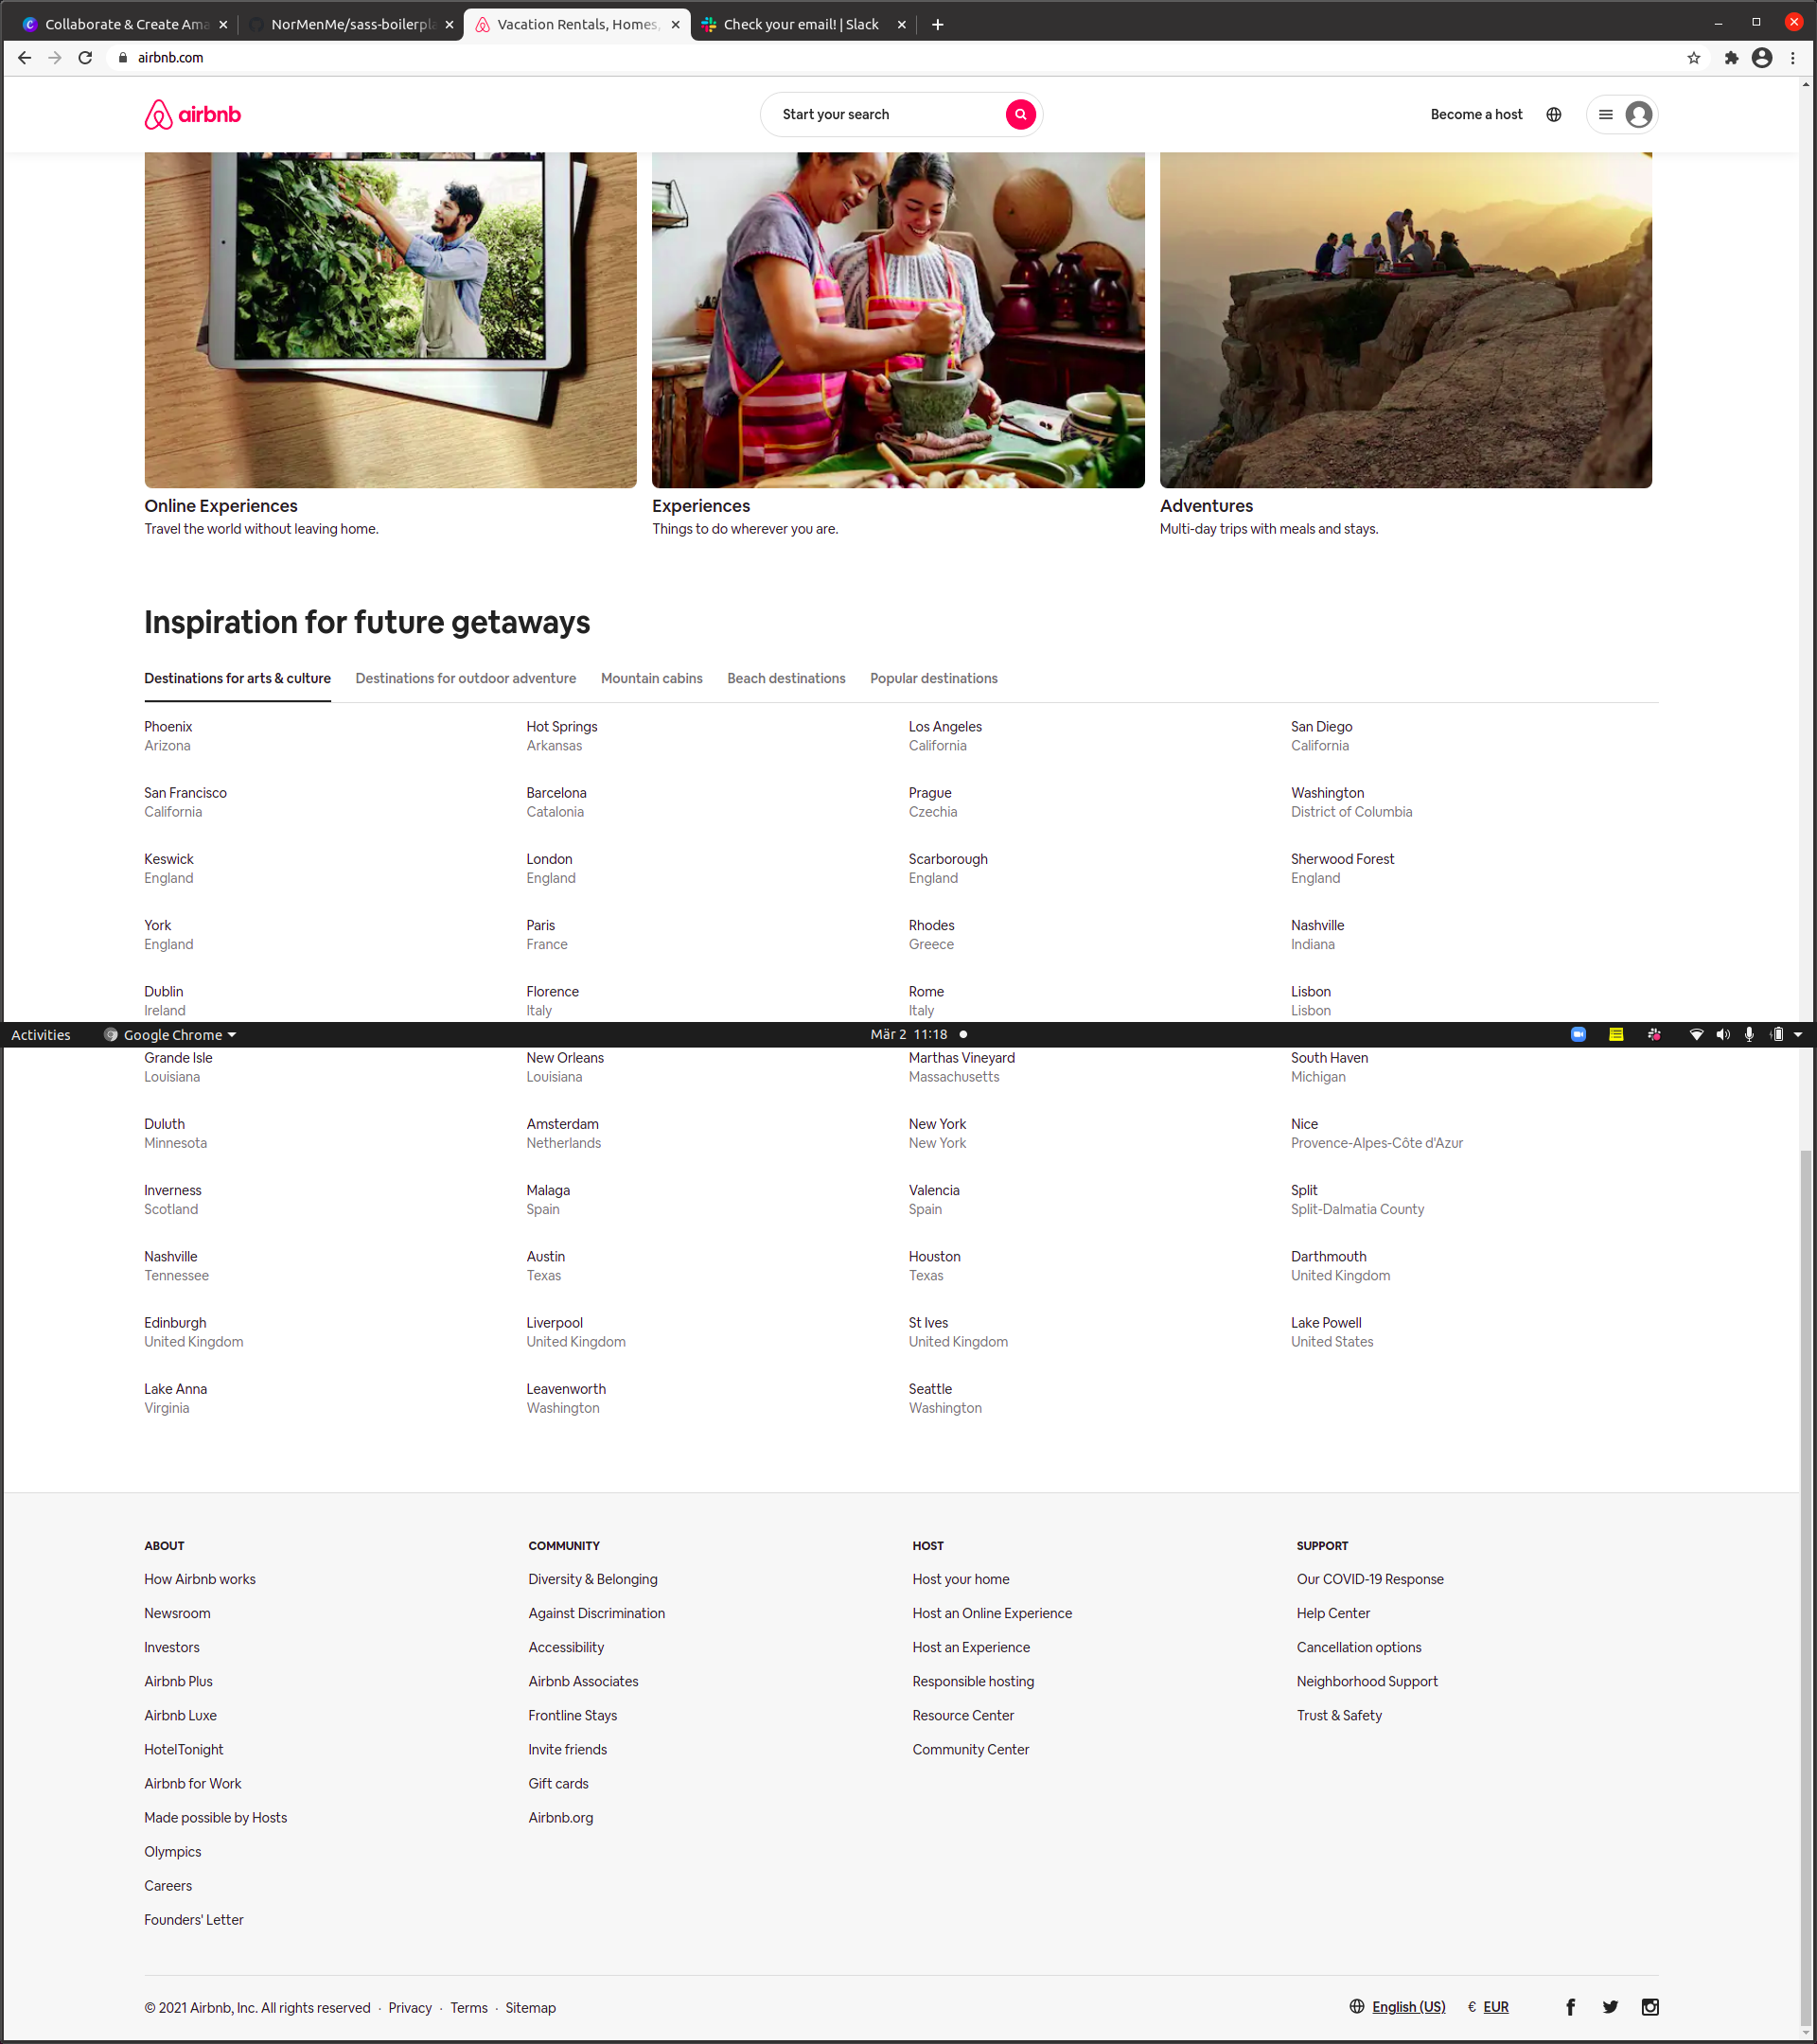 Collaborate & Create Ama
NorMenMe/sass-boilerpla
Vacation Rentals, Homes,
Check your email! | Slack
airbnb.com
airbnb
Start your search
Become a host
Online Experiences
Travel the world without leaving home.
Experiences
Things to do wherever you are.
Adventures
Multi-day trips with meals and stays.
Inspiration for future getaways
Destinations for arts & culture
Destinations for outdoor adventure
Mountain cabins
Beach destinations
Popular destinations
Phoenix
Arizona
Hot Springs
Arkansas
Los Angeles
California
San Diego
California
San Francisco
California
Barcelona
Catalonia
Prague
Czechia
Washington
District of Columbia
Keswick
England
London
England
Scarborough
England
Sherwood Forest
England
York
England
Paris
France
Rhodes
Greece
Nashville
Indiana
Dublin
Ireland
Florence
Italy
Rome
Italy
Lisbon
Lisbon
Activities
Google Chrome
Mär 2 11:18
Grande Isle
Louisiana
New Orleans
Louisiana
Marthas Vineyard
Massachusetts
South Haven
Michigan
Duluth
Minnesota
Amsterdam
Netherlands
New York
New York
Nice
Provence-Alpes-Côte d'Azur
Inverness
Scotland
Malaga
Spain
Valencia
Spain
Split
Split-Dalmatia County
Nashville
Tennessee
Austin
Texas
Houston
Texas
Darthmouth
United Kingdom
Edinburgh
United Kingdom
Liverpool
United Kingdom
St Ives
United Kingdom
Lake Powell
United States
Lake Anna
Virginia
Leavenworth
Washington
Seattle
Washington
ABOUT
How Airbnb works
Newsroom
Investors
Airbnb Plus
Airbnb Luxe
HotelTonight
Airbnb for Work
Made possible by Hosts
Olympics
Careers
Founders' Letter
COMMUNITY
Diversity & Belonging
Against Discrimination
Accessibility
Airbnb Associates
Frontline Stays
Invite friends
Gift cards
Airbnb.org
HOST
Host your home
Host an Online Experience
Host an Experience
Responsible hosting
Resource Center
Community Center
SUPPORT
Our COVID-19 Response
Help Center
Cancellation options
Neighborhood Support
Trust & Safety
© 2021 Airbnb, Inc. All rights reserved · Privacy · Terms · Sitemap
English (US)
€ EUR